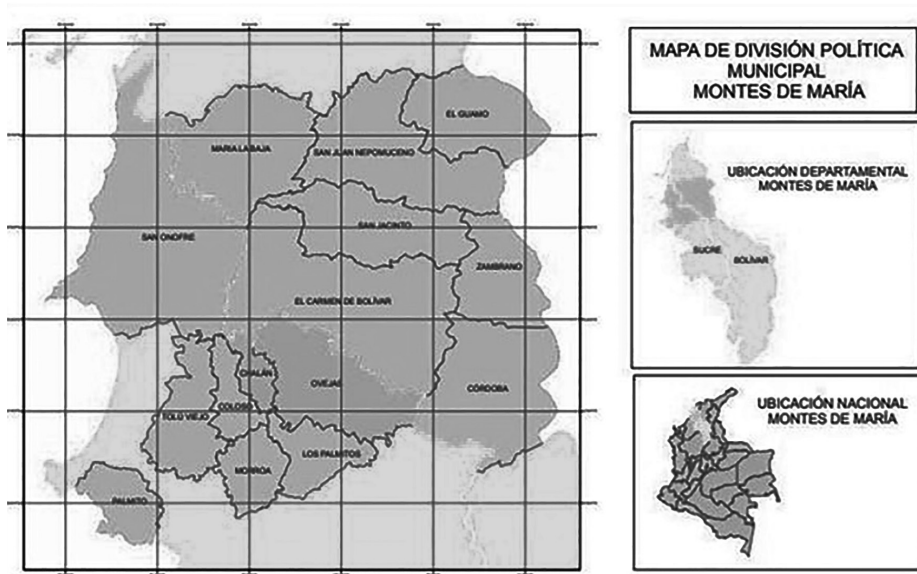 MAPA DE DIVISIÓN POLÍTICA
MUNICIPAL
MONTES DE MARÍA
EL GUAMO
MARIA LA BAJA
SAN JUAN NEPOMUCENO
SAN JACINTO
SAN ONOFRE
ZAMBRANO
EL CARMEN DE BOLÍVAR
CHALÁN
OVEJAS
CÓRDOBA
COLOSO
TOLÚ VIEJO
LOS PALMITOS
MORROA
PALMITO
UBICACIÓN DEPARTAMENTAL
MONTES DE MARÍA
SUCRE
BOLÍVAR
UBICACIÓN NACIONAL
MONTES DE MARÍA